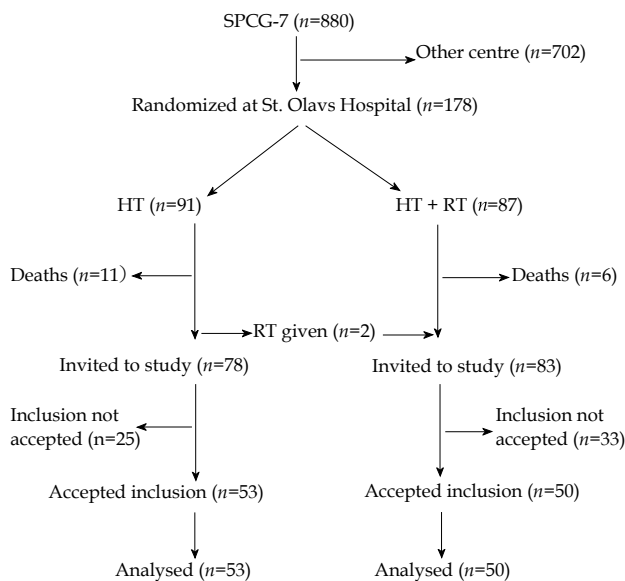 SPCG-7 (n=880)
Other centre (n=702)
Randomized at St. Olavs Hospital (n=178)
HT (n=91)
HT + RT (n=87)
Deaths (n=11)
Deaths (n=6)
RT given (n=2)
Invited to study (n=78)
Invited to study (n=83)
Inclusion not
accepted (n=25)
Inclusion not
accepted (n=33)
Accepted inclusion (n=53)
Accepted inclusion (n=50)
Analysed (n=53)
Analysed (n=50)